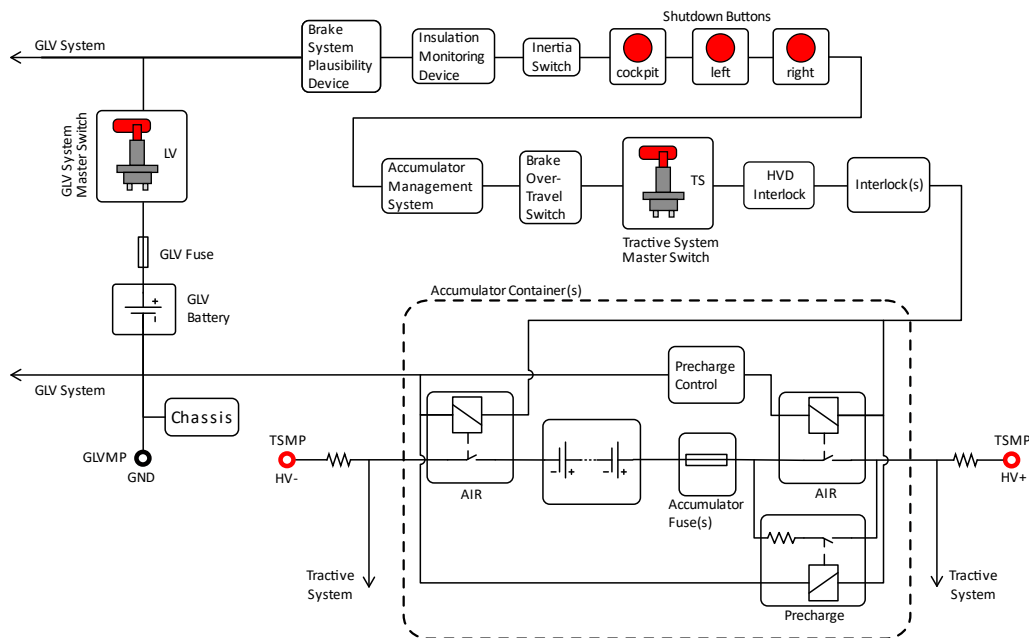 Shutdown Buttons
GLV System
Brake
System
Plausibility
Device
Insulation
Monitoring
Device
Inertia
Switch
cockpit
left
right
GLV System
Master Switch
LV
Accumulator
Management
System
Brake
Over-
Travel
Switch
TS
HVD
Interlock
Interlock(s)
Tractive System
Master Switch
GLV Fuse
GLV
Battery
+
Accumulator Container(s)
GLV System
Precharge
Control
Chassis
GLVMP
GND
TSMP
HV-
AIR
- +
- +
Accumulator
Fuse(s)
AIR
TSMP
HV+
Tractive
System
Precharge
Tractive
System